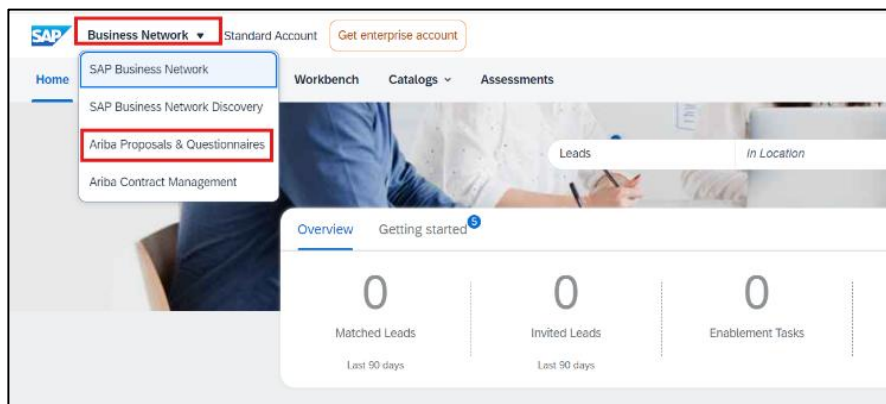 SAP Business Network ▼ Standard Account Get enterprise account
Home
SAP Business Network
SAP Business Network Discovery
Ariba Proposals & Questionnaires
Ariba Contract Management
Workbench Catalogs Assessments
Leads In Location
Overview Getting started 5
0 0 0
Matched Leads Invited Leads Enablement Tasks
Last 90 days Last 90 days